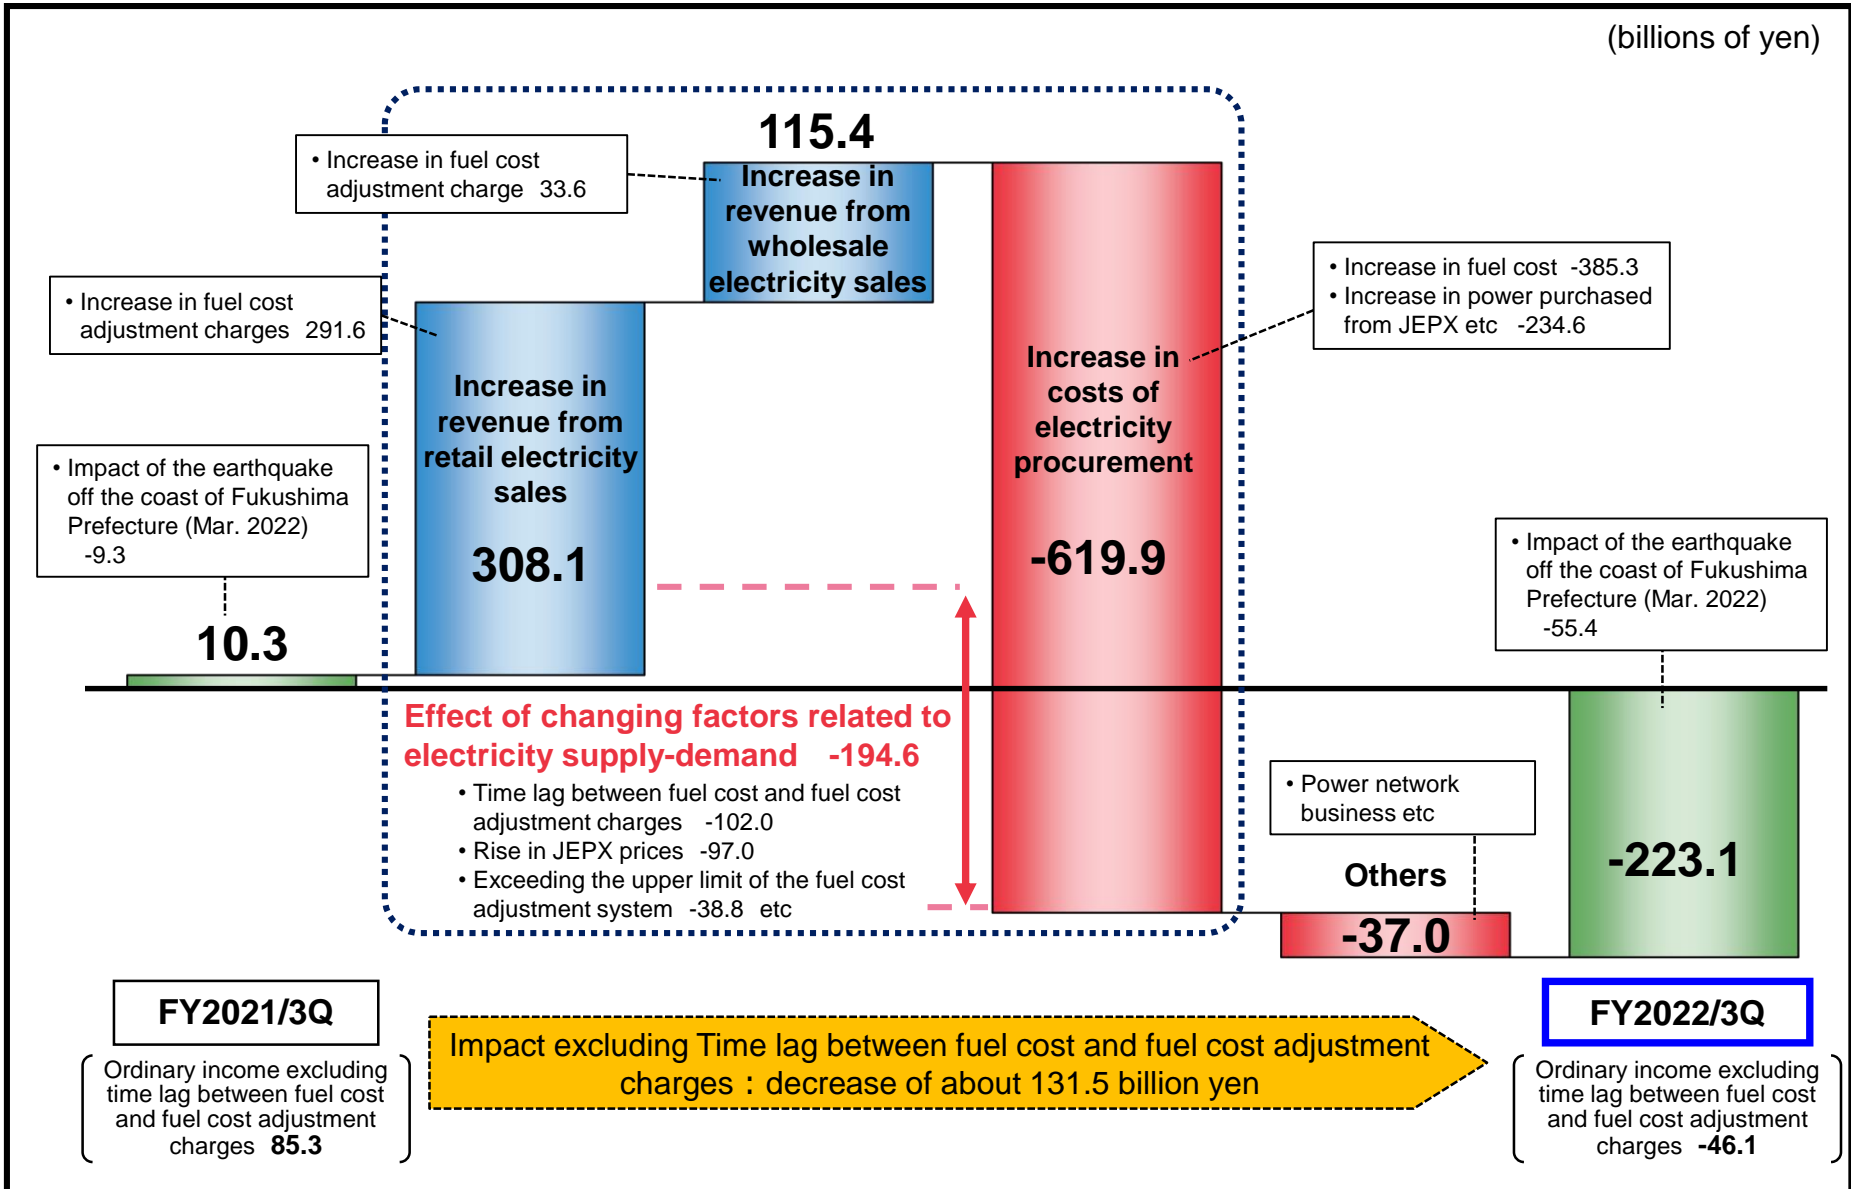 (billions of yen)
115.4
• Increase in fuel cost
adjustment charge 33.6
Increase in
revenue from
wholesale
electricity sales
• Increase in fuel cost -385.3
• Increase in power purchased
from JEPX etc -234.6
• Increase in fuel cost
adjustment charges 291.6
Increase in
revenue from
retail electricity
sales
308.1
Increase in
costs of
electricity
procurement
-619.9
• Impact of the earthquake
off the coast of Fukushima
Prefecture (Mar. 2022)
-9.3
10.3
• Impact of the earthquake
off the coast of Fukushima
Prefecture (Mar. 2022)
-55.4
Effect of changing factors related to
electricity supply-demand -194.6
• Time lag between fuel cost and fuel cost
adjustment charges -102.0
• Rise in JEPX prices -97.0
• Exceeding the upper limit of the fuel cost
adjustment system -38.8 etc
• Power network
business etc
Others
-37.0
-223.1
FY2021/3Q
Ordinary income excluding
time lag between fuel cost
and fuel cost adjustment
charges 85.3
Impact excluding Time lag between fuel cost and fuel cost adjustment
charges：decrease of about 131.5 billion yen
FY2022/3Q
Ordinary income excluding
time lag between fuel cost
and fuel cost adjustment
charges -46.1